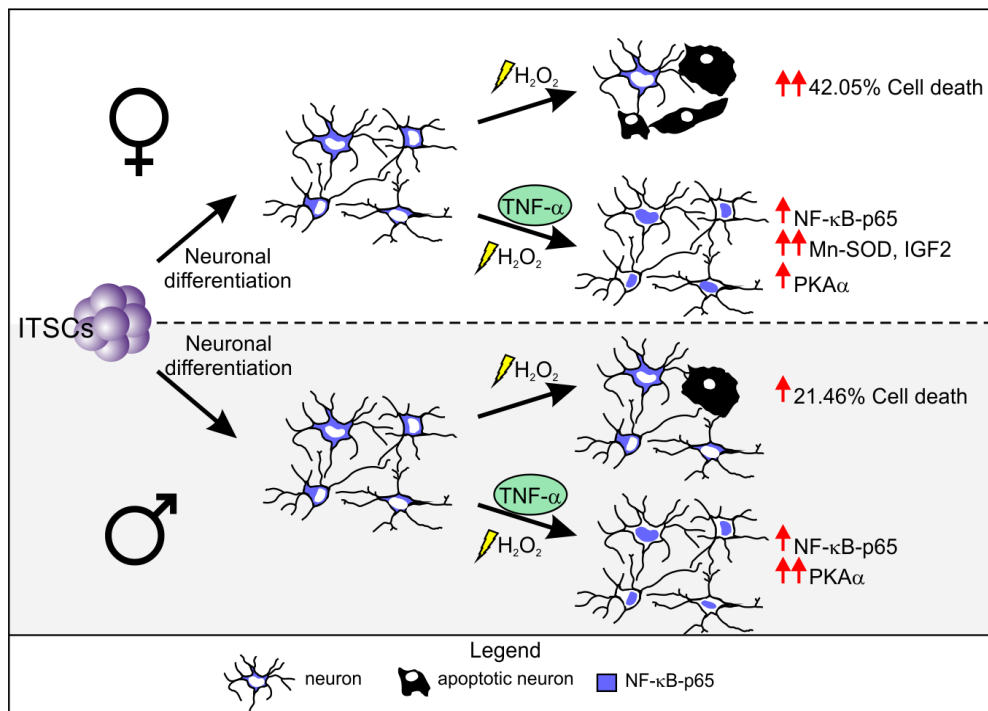 H₂O₂
42.05% Cell death
TNF-α
H₂O₂
NF-κB-p65
Mn-SOD, IGF2
PKAα
Neuronal
differentiation
ITSCs
Neuronal
differentiation
H₂O₂
21.46% Cell death
TNF-α
H₂O₂
NF-κB-p65
PKAα
Legend
neuron
apoptotic neuron
NF-κB-p65